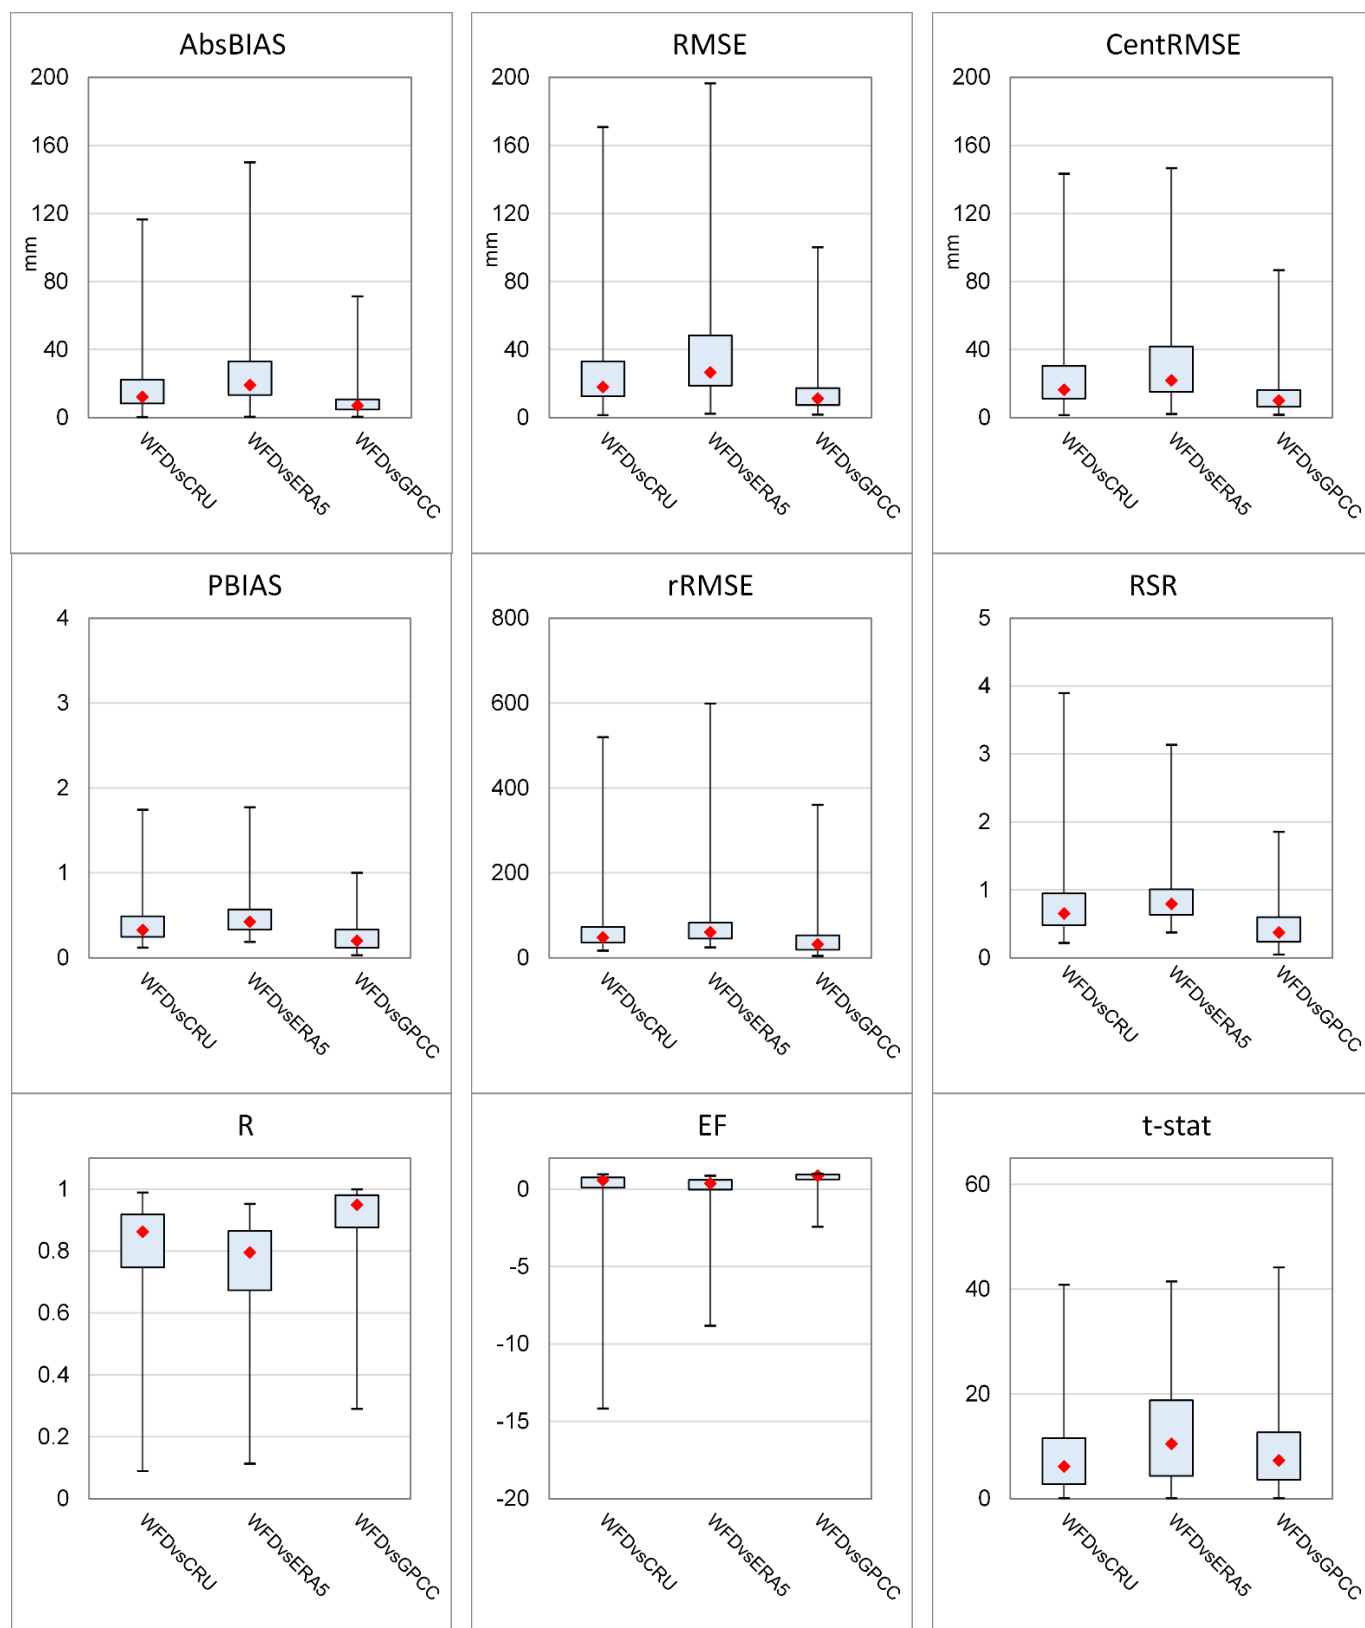 AbsBIAS
200
160
120
80
40
0
mm
WFDvsCRU
WFDvsERA5
WFDvsGPCC
RMSE
200
160
120
80
40
0
mm
WFDvsCRU
WFDvsERA5
WFDvsGPCC
CentRMSE
200
160
120
80
40
0
mm
WFDvsCRU
WFDvsERA5
WFDvsGPCC
PBIAS
4
3
2
1
0
WFDvsCRU
WFDvsERA5
WFDvsGPCC
rRMSE
800
600
400
200
0
WFDvsCRU
WFDvsERA5
WFDvsGPCC
RSR
5
4
3
2
1
0
WFDvsCRU
WFDvsERA5
WFDvsGPCC
R
1
0.8
0.6
0.4
0.2
0
WFDvsCRU
WFDvsERA5
WFDvsGPCC
EF
0
-5
-10
-15
-20
WFDvsCRU
WFDvsERA5
WFDvsGPCC
t-stat
60
40
20
0
WFDvsCRU
WFDvsERA5
WFDvsGPCC